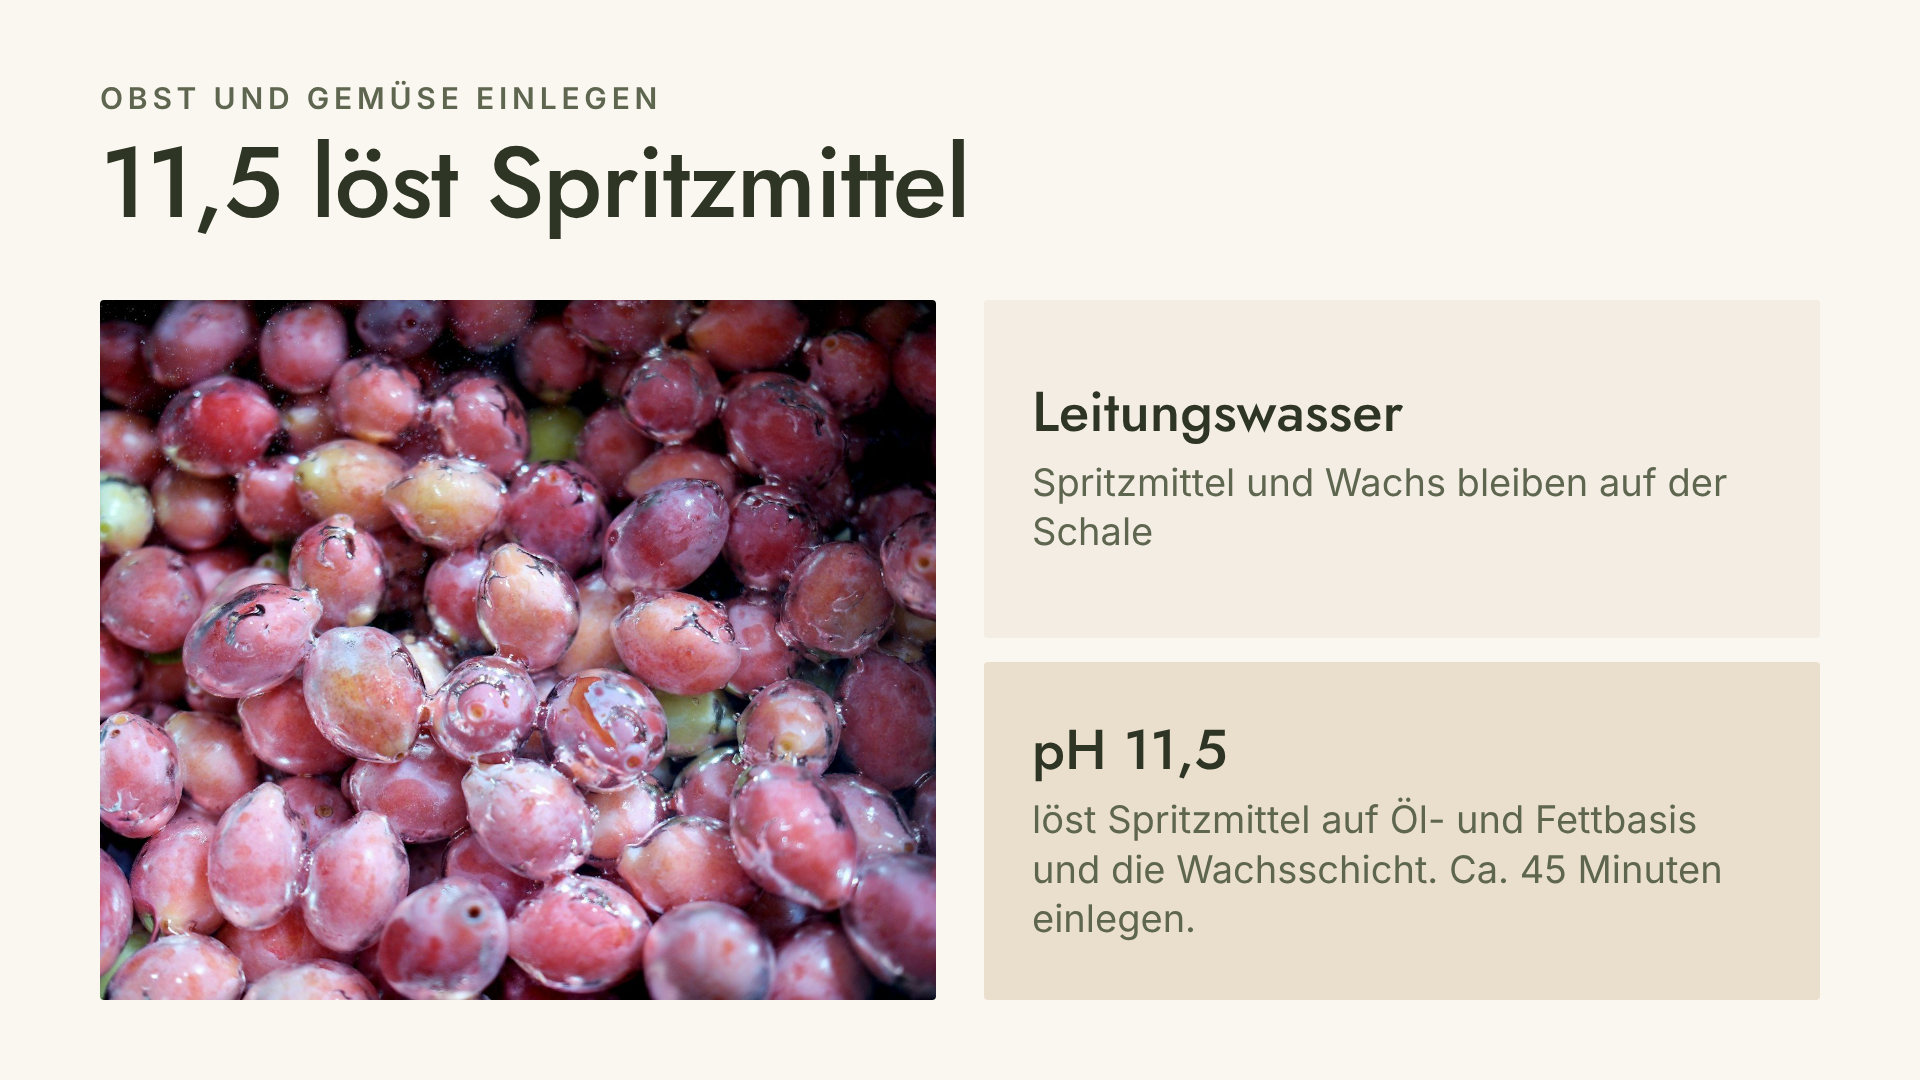 OBST UND GEMÜSE EINLEGEN
11,5 löst Spritzmittel
Leitungswasser
Spritzmittel und Wachs bleiben auf der
Schale
pH 11,5
löst Spritzmittel auf Öl- und Fettbasis
und die Wachsschicht. Ca. 45 Minuten
einlegen.